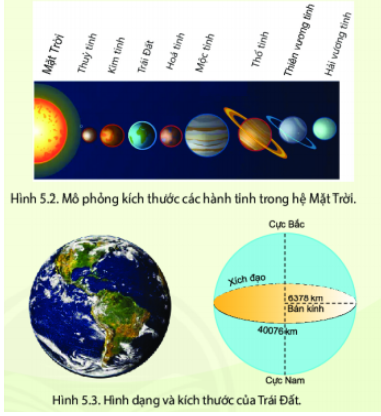 Mặt Trời
Thuỷ tinh
Kim tinh
Trái Đất
Hoả tinh
Mộc tinh
Thổ tinh
Thiên vương tinh
Hải vương tinh
Hình 5.2. Mô phỏng kích thước các hành tinh trong hệ Mặt Trời.
Cực Bắc
Xích đạo
6378 km
Bán kính
40076 km
Cực Nam
Hình 5.3. Hình dạng và kích thước của Trái Đất.